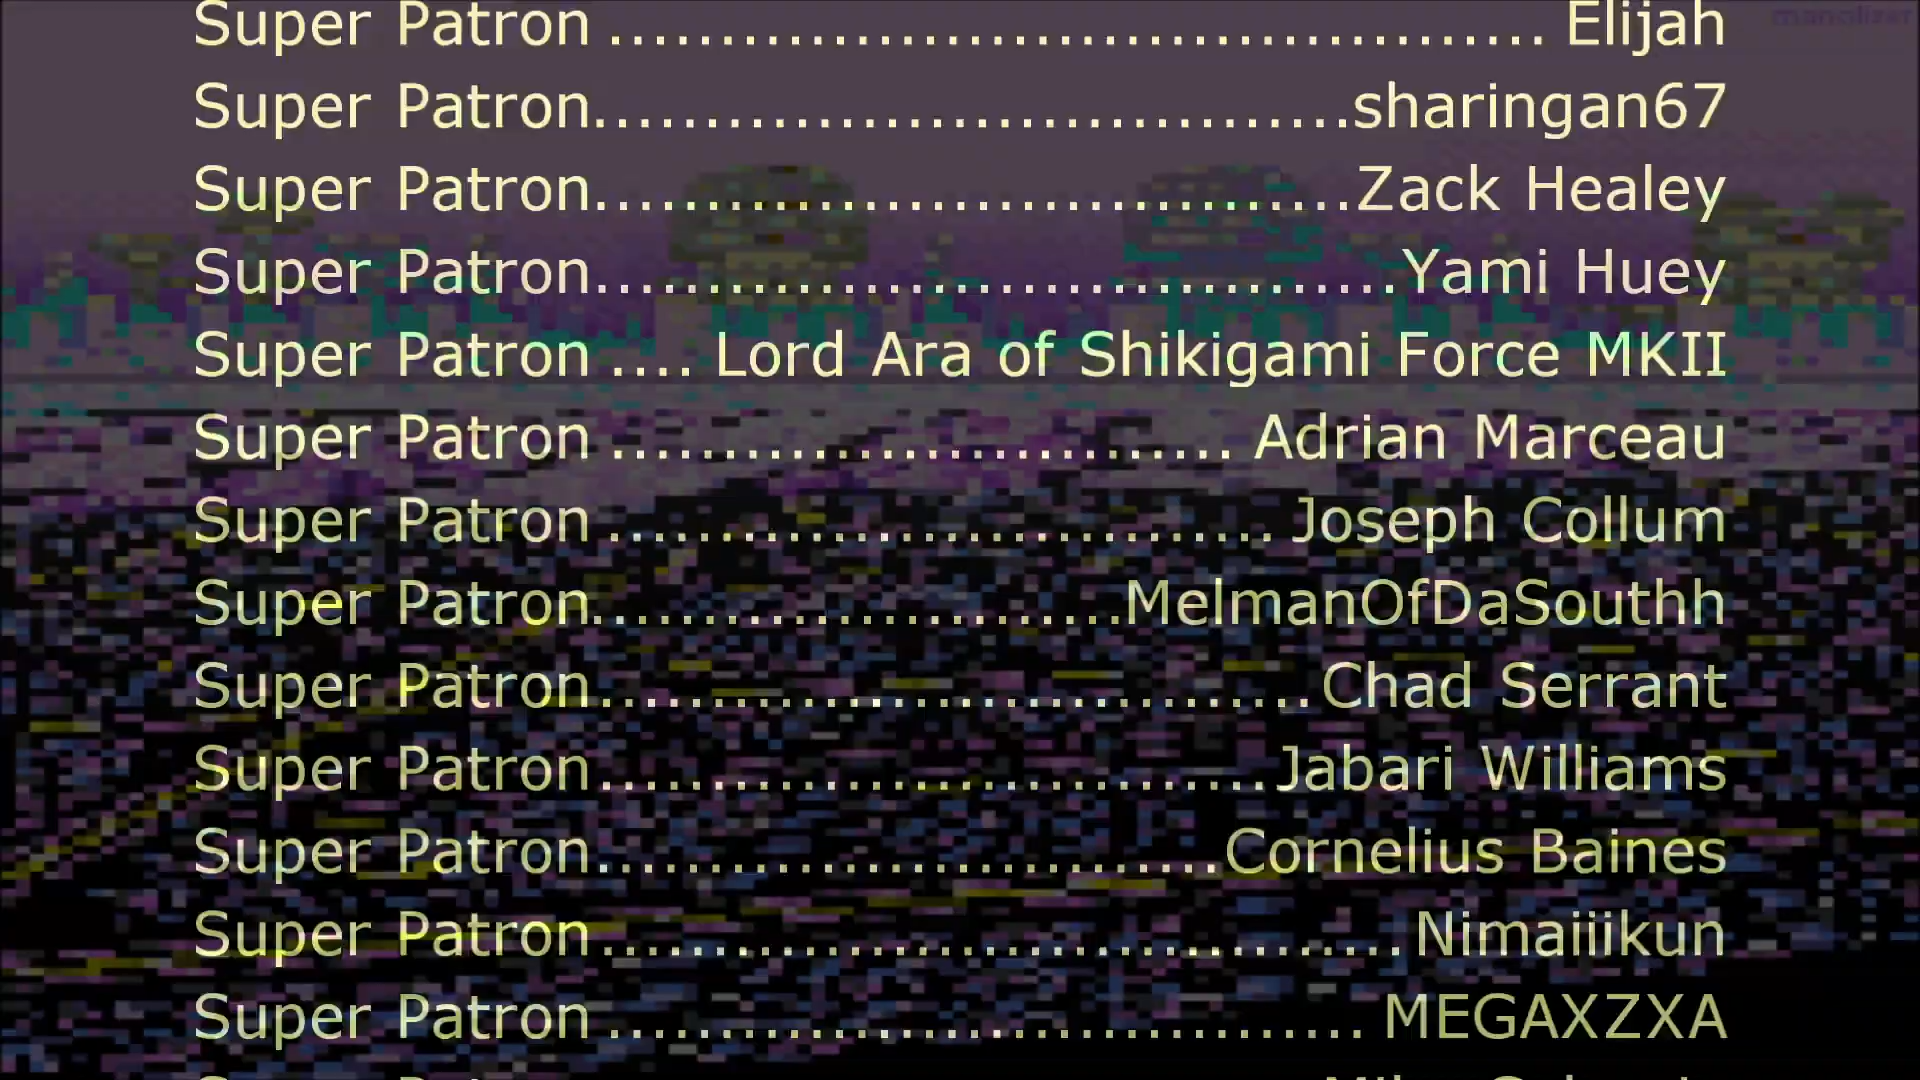 manalizer
Super Patron ........................................... Elijah
Super Patron...................................sharingan67
Super Patron...................................Zack Healey
Super Patron.....................................Yami Huey
Super Patron .... Lord Ara of Shikigami Force MKII
Super Patron ............................. Adrian Marceau
Super Patron ............................... Joseph Collum
Super Patron.........................MelmanOfDaSouthh
Super Patron.................................Chad Serrant
Super Patron...............................Jabari Williams
Super Patron.............................Cornelius Baines
Super Patron..................................... Nimaiiikun
Super Patron ................................... MEGAXZXA